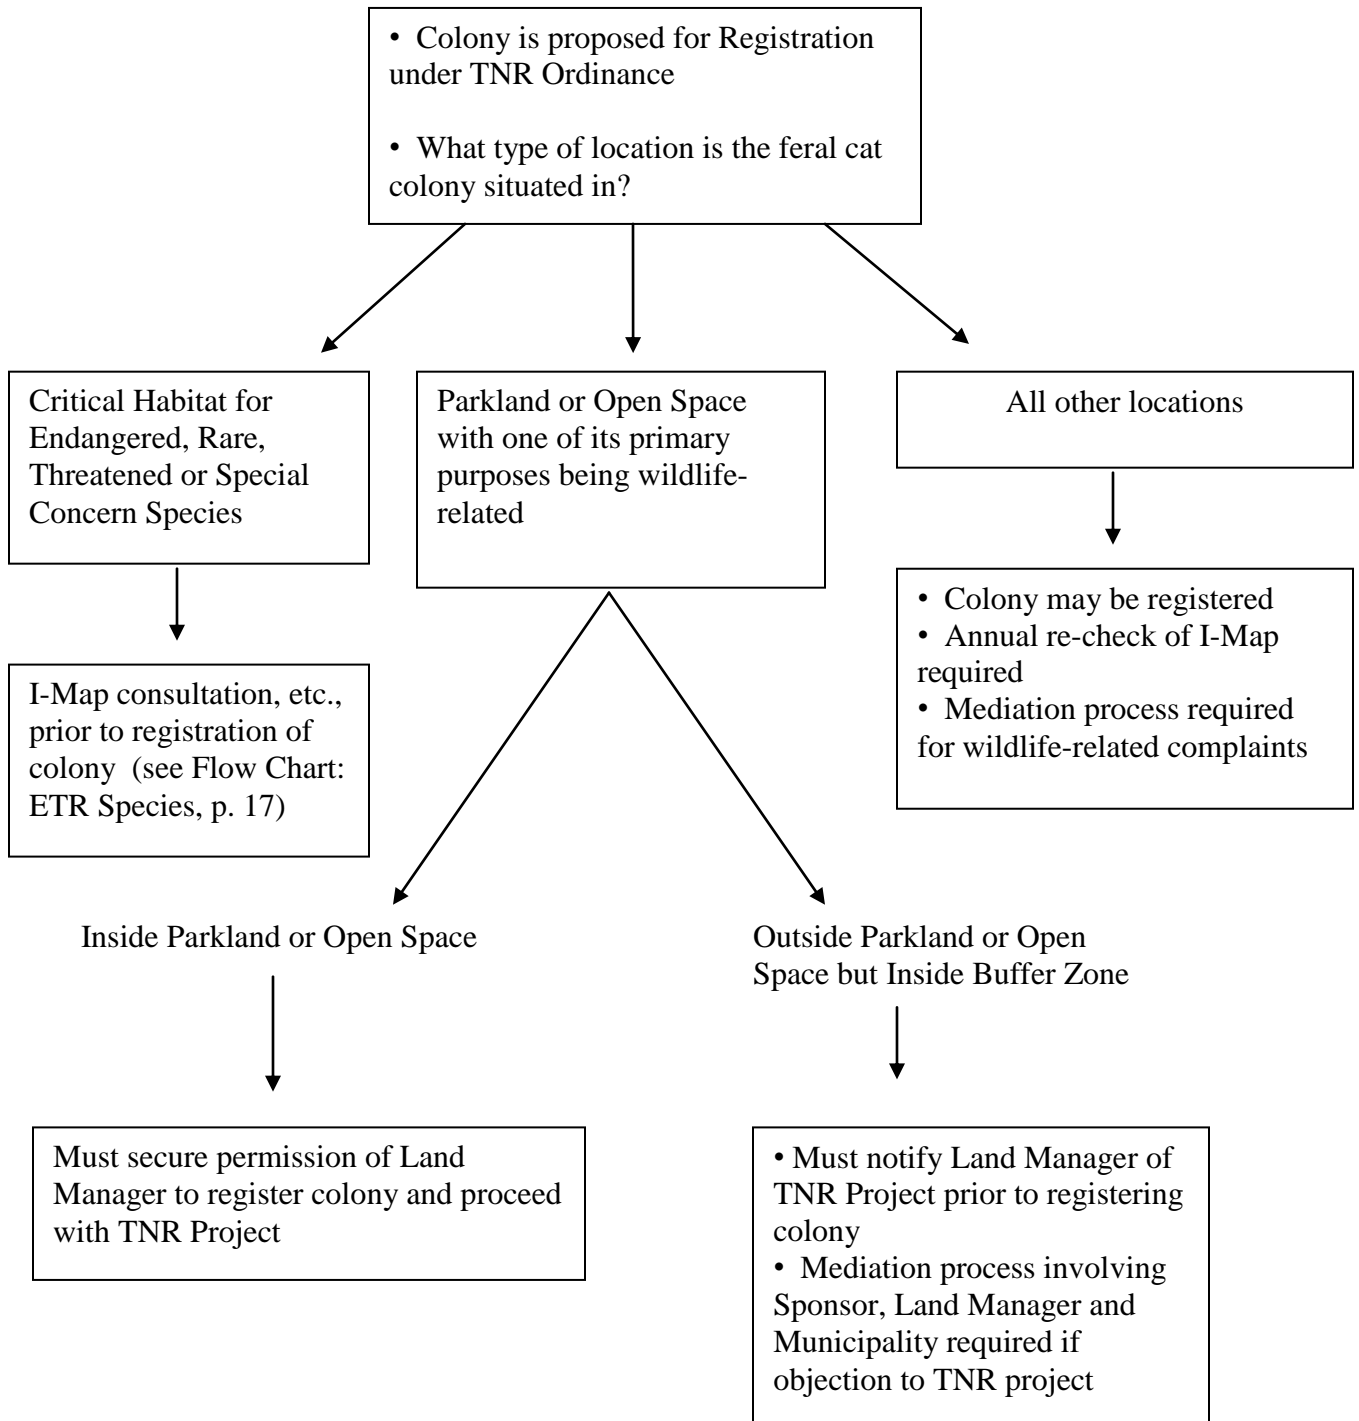 • Colony is proposed for Registration
under TNR Ordinance
• What type of location is the feral cat
colony situated in?
Critical Habitat for
Endangered, Rare,
Threatened or Special
Concern Species
Parkland or Open Space
with one of its primary
purposes being wildlife-
related
All other locations
I-Map consultation, etc.,
prior to registration of
colony (see Flow Chart:
ETR Species, p. 17)
• Colony may be registered
• Annual re-check of I-Map
required
• Mediation process required
for wildlife-related complaints
Inside Parkland or Open Space
Outside Parkland or Open
Space but Inside Buffer Zone
Must secure permission of Land
Manager to register colony and proceed
with TNR Project
• Must notify Land Manager of
TNR Project prior to registering
colony
• Mediation process involving
Sponsor, Land Manager and
Municipality required if
objection to TNR project